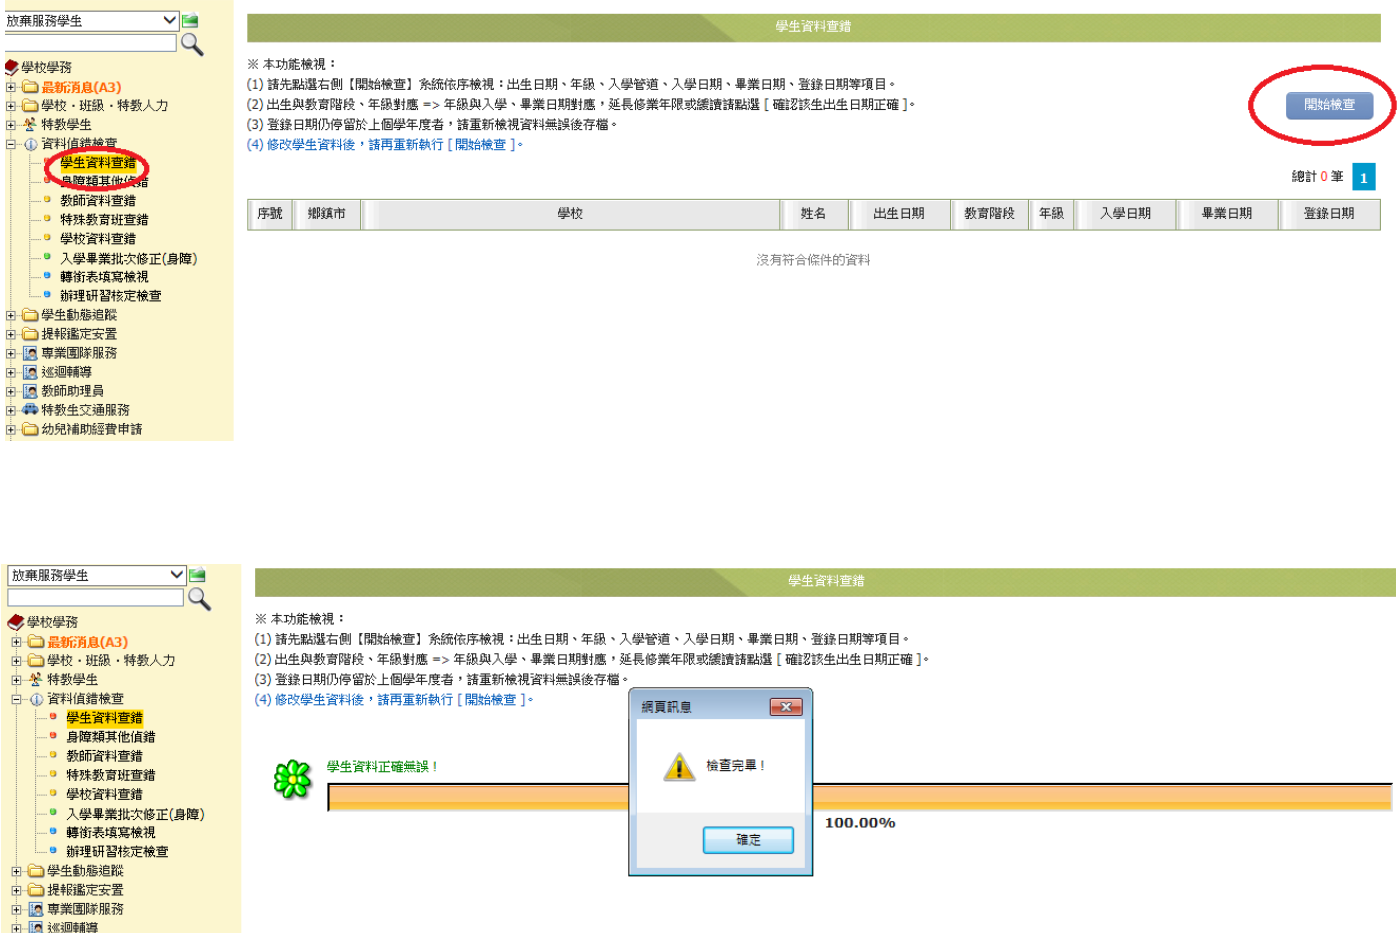 放棄服務學生
學校學務
最新消息(A3)
學校・班級・特教人力
特教學生
資料偵錯檢查
學生資料查錯
身障類其他偵錯
教師資料查錯
特殊教育班查錯
學校資料查錯
入學畢業批次修正(身障)
轉銜表填寫檢視
辦理研習核定檢查
學生動態追蹤
提報鑑定安置
專業團隊服務
巡迴輔導
教師助理員
特教生交通服務
幼兒補助經費申請
學生資料查錯
※ 本功能檢視：
(1) 請先點選右側【開始檢查】系統依序檢視：出生日期、年級、入學管道、入學日期、畢業日期、登錄日期等項目。
(2) 出生與教育階段、年級對應 => 年級與入學、畢業日期對應，延長修業年限或緩讀請點選 [ 確認該生出生日期正確 ]。
(3) 登錄日期仍停留於上個學年度者，請重新檢視資料無誤後存檔。
(4) 修改學生資料後，請再重新執行 [ 開始檢查 ]。
開始檢查
總計 0 筆 1
序號 鄉鎮市 學校 姓名 出生日期 教育階段 年級 入學日期 畢業日期 登錄日期
沒有符合條件的資料
放棄服務學生
學校學務
最新消息(A3)
學校・班級・特教人力
特教學生
資料偵錯檢查
學生資料查錯
身障類其他偵錯
教師資料查錯
特殊教育班查錯
學校資料查錯
入學畢業批次修正(身障)
轉銜表填寫檢視
辦理研習核定檢查
學生動態追蹤
提報鑑定安置
專業團隊服務
巡迴輔導
學生資料查錯
※ 本功能檢視：
(1) 請先點選右側【開始檢查】系統依序檢視：出生日期、年級、入學管道、入學日期、畢業日期、登錄日期等項目。
(2) 出生與教育階段、年級對應 => 年級與入學、畢業日期對應，延長修業年限或緩讀請點選 [ 確認該生出生日期正確 ]。
(3) 登錄日期仍停留於上個學年度者，請重新檢視資料無誤後存檔。
(4) 修改學生資料後，請再重新執行 [ 開始檢查 ]。
網頁訊息
檢查完畢！
確定
學生資料正確無誤！
100.00%